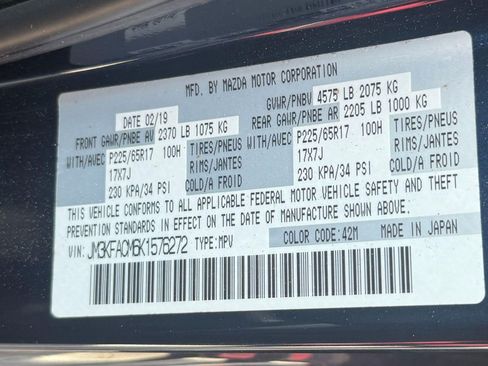 MFD. BY MAZDA MOTOR CORPORATION
DATE 02/19 GVWR/PNBV 4575 LB 2075 KG
FRONT GAWR/PNBE AV 2370 LB 1075 KG REAR GAWR/PNBE AR 2205 LB 1000 KG
WITH/AVEC P225/65R17 100H TIRES/PNEUS WITH/AVEC P225/65R17 100H TIRES/PNEUS
17X7J RIMS/JANTES 17X7J RIMS/JANTES
230 KPA/34 PSI COLD/A FROID 230 KPA/34 PSI COLD/A FROID
THIS VEHICLE CONFORMS TO ALL APPLICABLE FEDERAL MOTOR VEHICLE SAFETY AND THEFT
PREVENTION STANDARDS IN EFFECT ON THE DATE OF MANUFACTURE SHOWN ABOVE.
VIN: JM3KFACM6K1576272 TYPE: MPV COLOR CODE: 42M MADE IN JAPAN